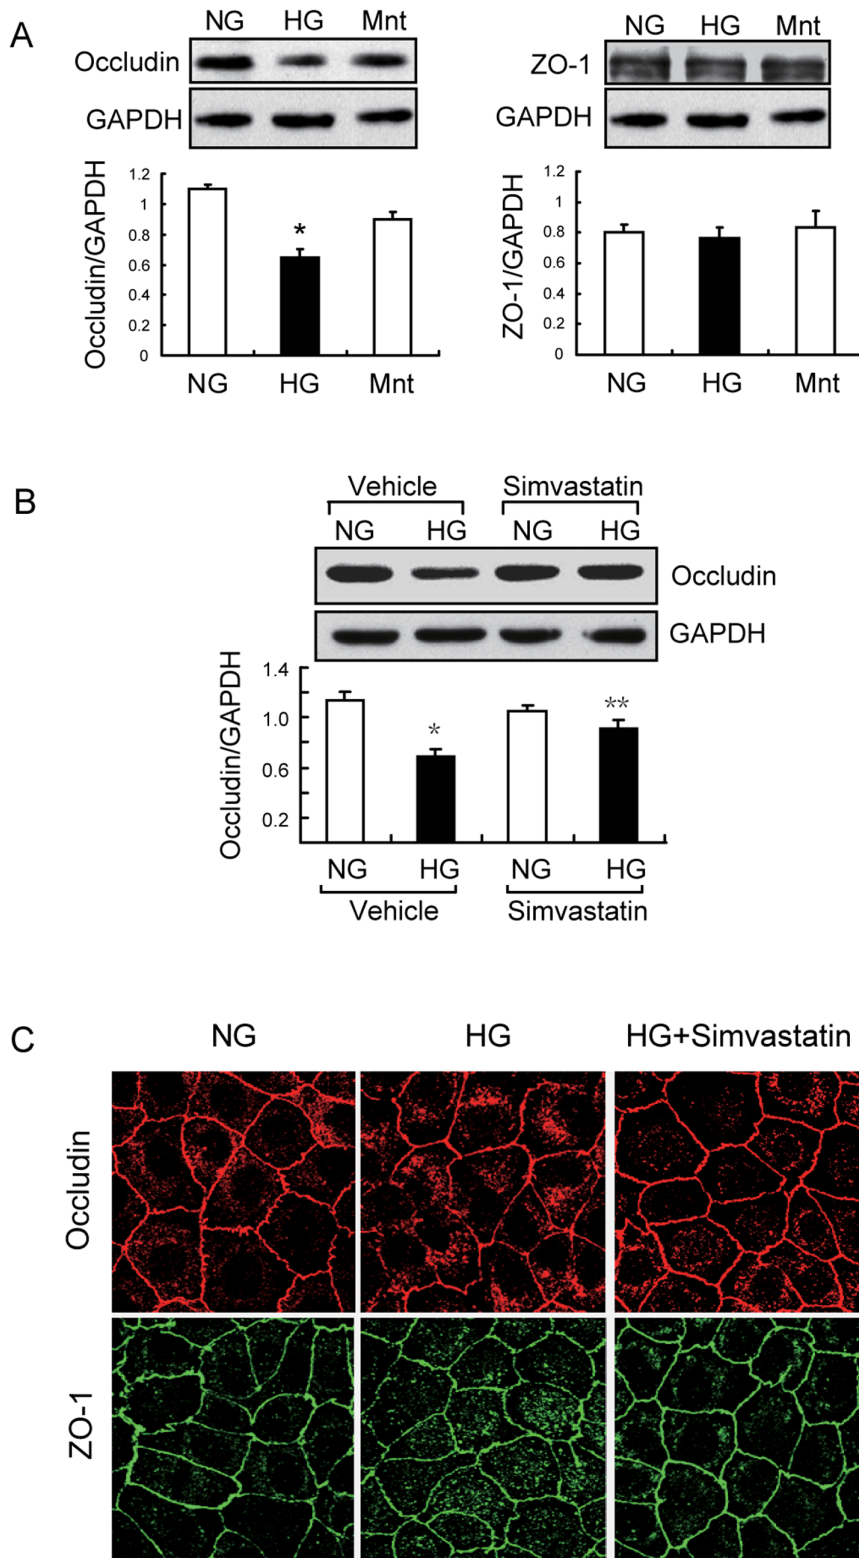 A
NG HG Mnt
Occludin
GAPDH
Occludin/GAPDH
1.2
1
0.8
0.6
0.4
0.2
0
NG HG Mnt
NG HG Mnt
ZO-1
GAPDH
ZO-1/GAPDH
1.2
1
0.8
0.6
0.4
0.2
0
NG HG Mnt
*
B
Vehicle Simvastatin
NG HG NG HG
Occludin
GAPDH
Occludin/GAPDH
1.4
1.0
0.6
0.2
*
**
NG HG NG HG
Vehicle Simvastatin
C
NG HG HG+Simvastatin
Occludin
ZO-1